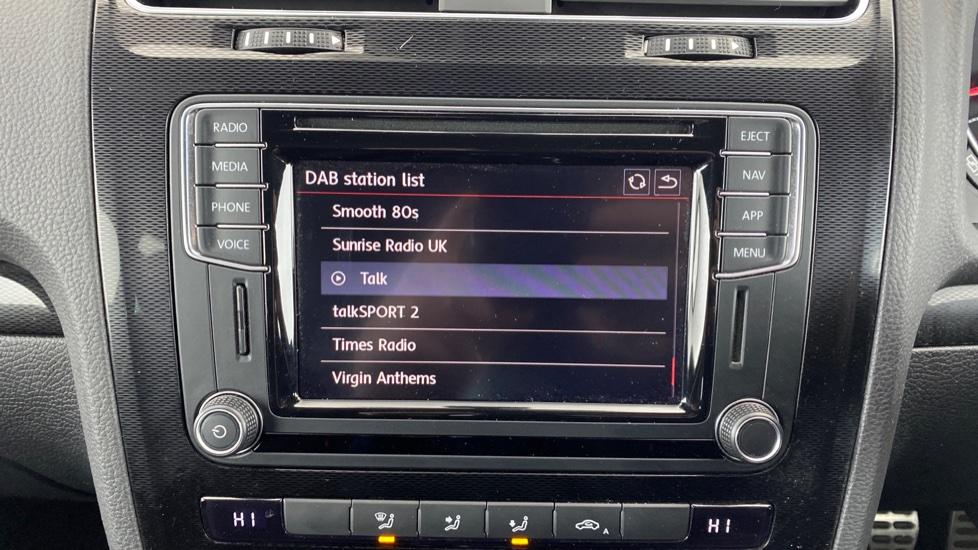 RADIO
MEDIA
PHONE
VOICE
DAB station list
Smooth 80s
Sunrise Radio UK
Talk
talkSPORT 2
Times Radio
Virgin Anthems
EJECT
NAV
APP
MENU
HI
A
HI